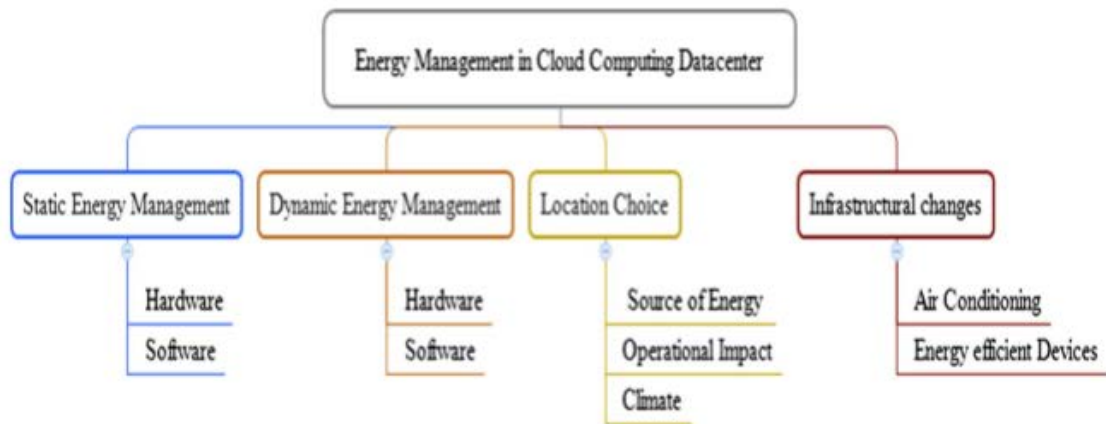 Energy Management in Cloud Computing Datacenter
Static Energy Management
Dynamic Energy Management
Location Choice
Infrastructural changes
Hardware
Software
Hardware
Software
Source of Energy
Operational Impact
Climate
Air Conditioning
Energy efficient Devices